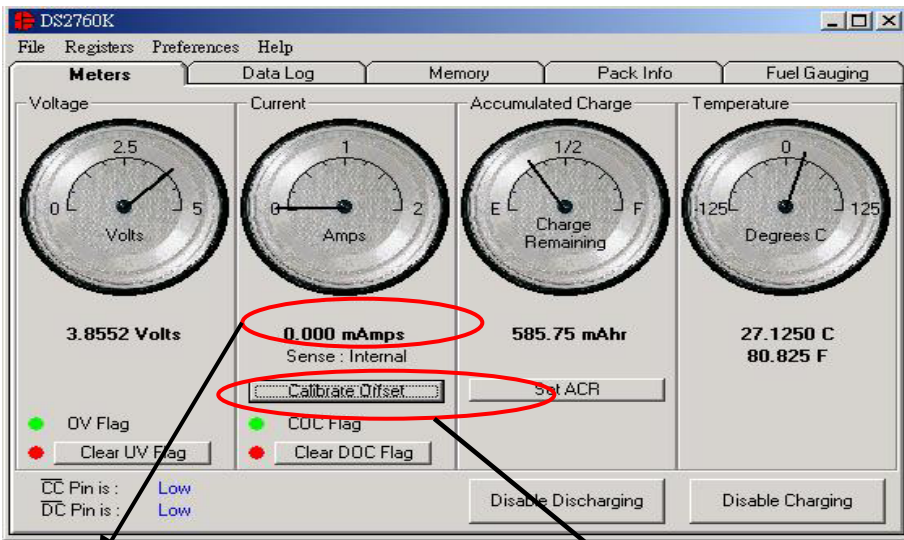 DS2760K
File Registers Preferences Help
Meters Data Log Memory Pack Info Fuel Gauging
Voltage Current Accumulated Charge Temperature
2.5 1 1/2 0
0 5 0 2 E F -125 125
Volts Amps Charge Remaining Degrees C
3.8552 Volts 0.000 mAmps 585.75 mAhr 27.1250 C
Sense : Internal 80.825 F
Calibrate Offset Set ACR
OV Flag COC Flag
Clear UV Flag Clear DOC Flag
CC Pin is : Low
DC Pin is : Low
Disable Discharging Disable Charging